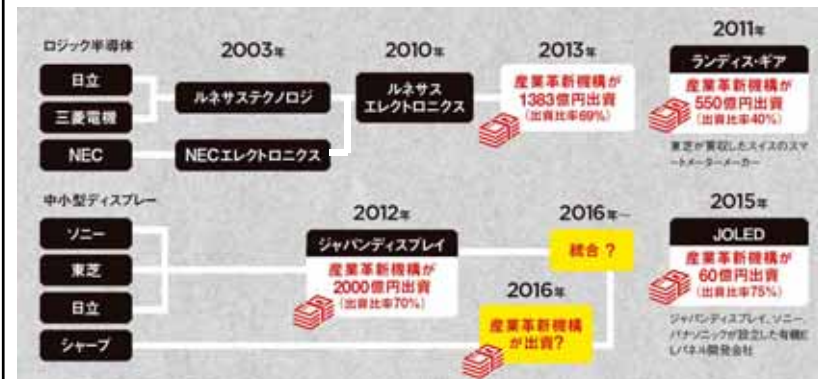 ロジック半導体
2003年
2010年
2013年
2011年
日立
三菱電機
NEC
ルネサステクノロジ
NECエレクトロニクス
ルネサス
エレクトロニクス
産業革新機構が
1383億円出資
(出資比率69%)
ランディス・ギア
産業革新機構が
550億円出資
(出資比率40%)
東芝が買収したスイスのスマ
ートメーターメーカー
中小型ディスプレー
2012年
2016年~
2015年
ソニー
東芝
日立
シャープ
ジャパンディスプレイ
産業革新機構が
2000億円出資
(出資比率70%)
統合?
2016年
産業革新機構
が出資?
JOLED
産業革新機構が
60億円出資
(出資比率75%)
ジャパンディスプレイ、ソニー、
パナソニックが設立した有機E
Lパネル開発会社